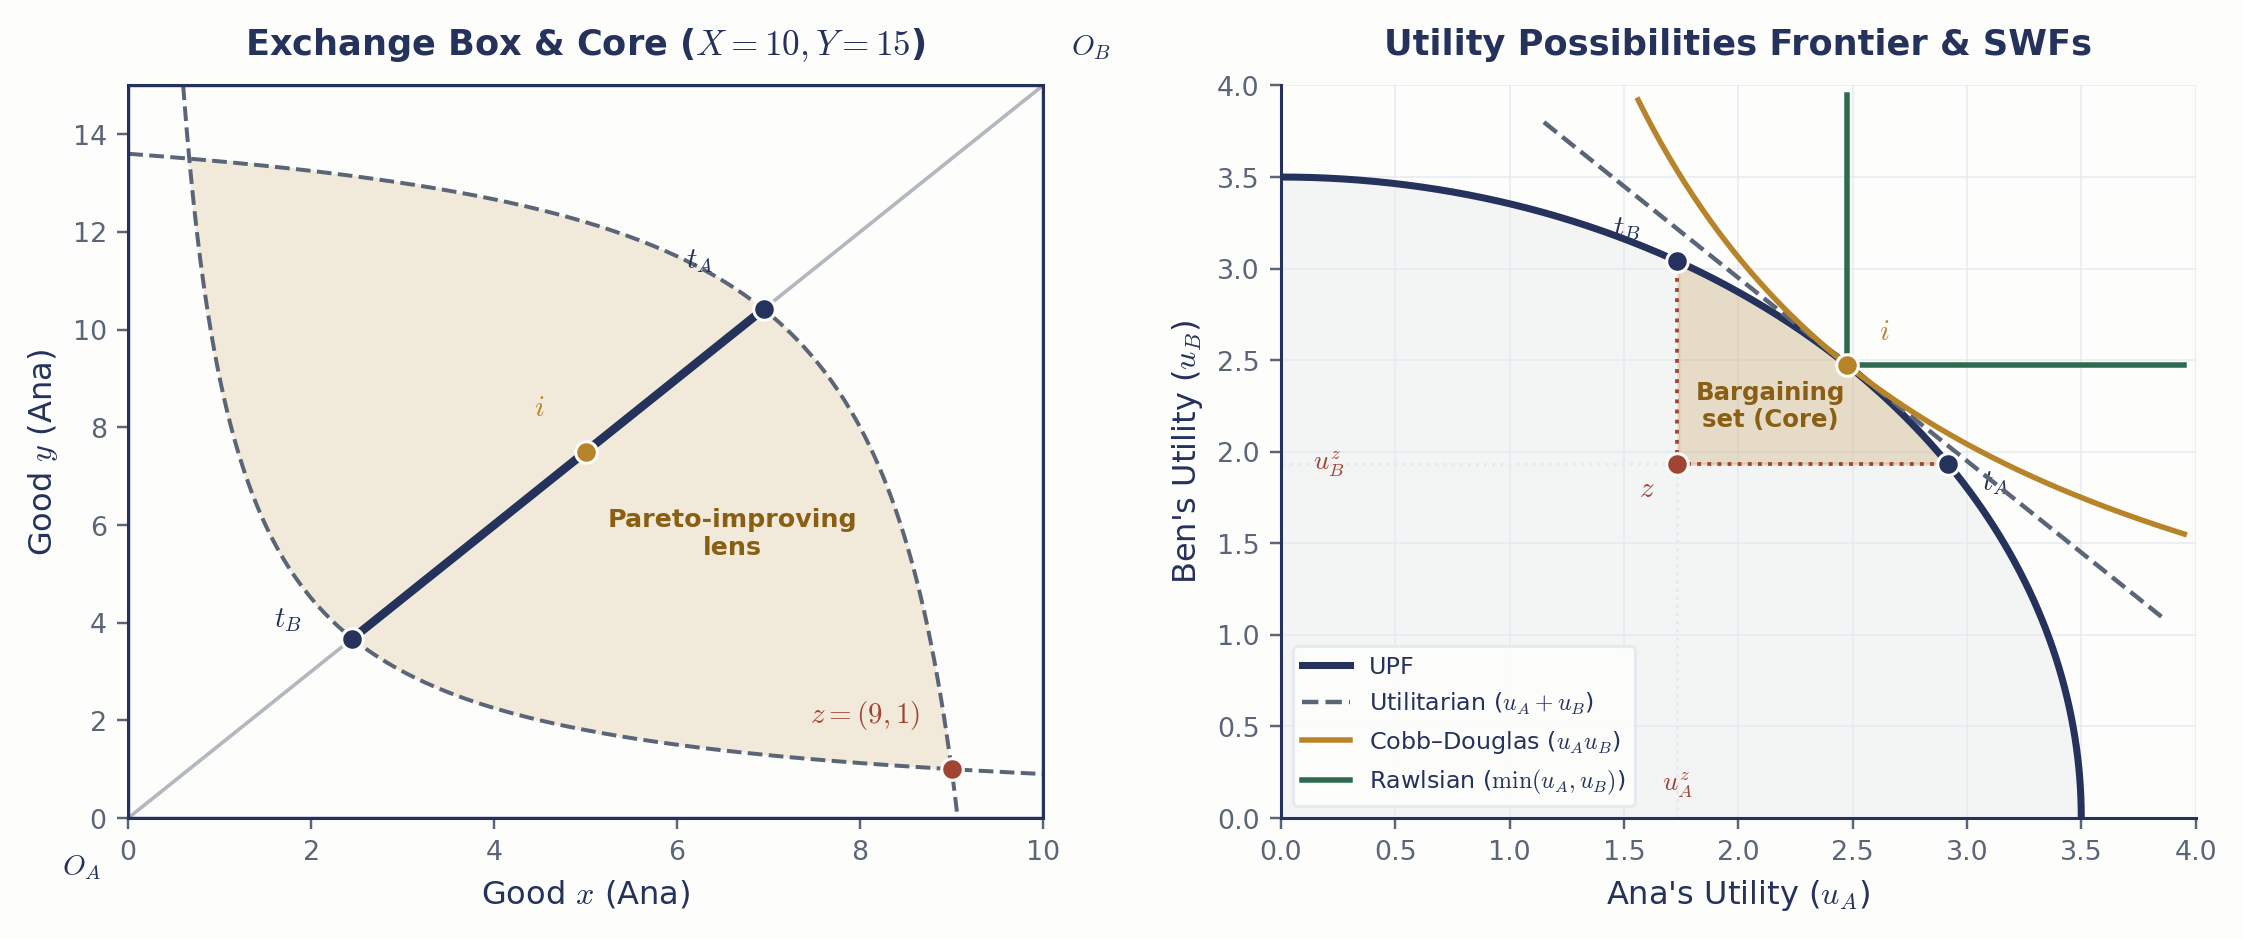 Exchange Box & Core (X = 10, Y = 15)
O_B
Good y (Ana)
14
12
10
8
6
4
2
0
t_A
i
Pareto-improving
lens
t_B
z = (9, 1)
0 2 4 6 8 10
O_A
Good x (Ana)
Utility Possibilities Frontier & SWFs
Ben's Utility (u_B)
4.0
3.5
3.0
2.5
2.0
1.5
1.0
0.5
0.0
t_B
i
Bargaining
set (Core)
u_B^z
z
t_A
UPF
Utilitarian (u_A + u_B)
Cobb–Douglas (u_A u_B)
Rawlsian (min(u_A, u_B))
u_A^z
0.0 0.5 1.0 1.5 2.0 2.5 3.0 3.5 4.0
Ana's Utility (u_A)